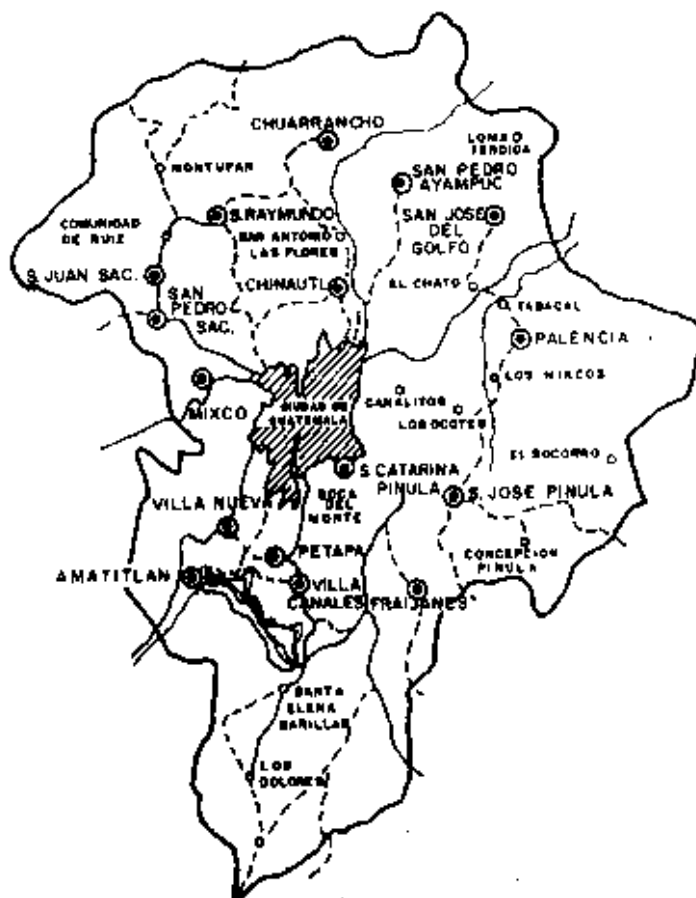 CHUARRANCHO
LOMA
PERDIDA
MONTUFAR
SAN PEDRO
AYAMPUC
S. RAYMUNDO
SAN JOSE
DEL
GOLFO
COMUNIDAD
DE RUIZ
SAN ANTONIO
LAS FLORES
S. JUAN SAC.
CHINAUTL
EL CHATO
SAN
PEDRO
SAC.
TABACAL
PALENCIA
LOS MIXCOS
MIXCO
CIUDAD DE
GUATEMALA
CANALITOS
LOS OCOTES
S. CATARINA
PINULA
EL SOCORRO
VILLA NUEVA
BOCA
DEL
MONTE
S. JOSE PINULA
PETAPA
CONCEPCION
PINULA
AMATITLAN
VILLA
CANALES
FRAIJANES
SANTA
ELENA
BARILLAS
LOS
DOLORES